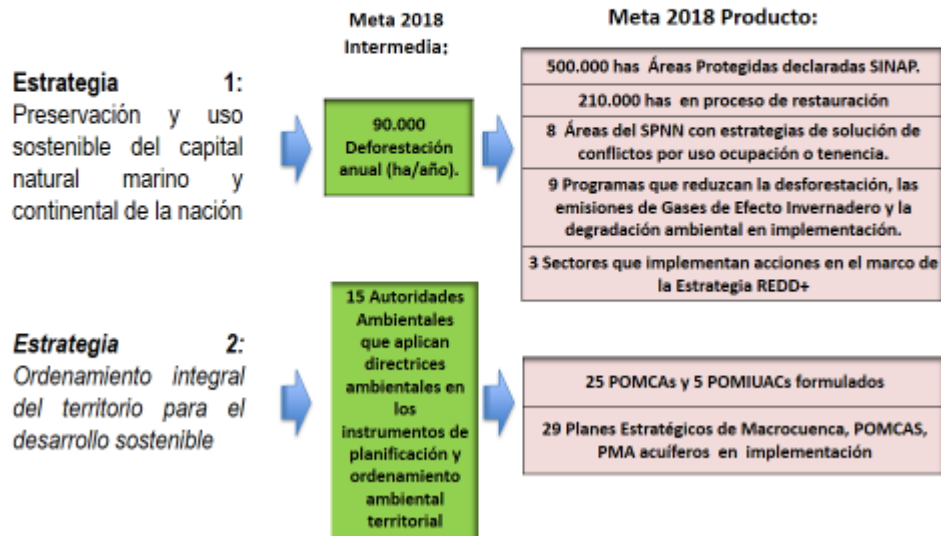 Meta 2018
Intermedia:
Meta 2018 Producto:
Estrategia 1:
Preservación y uso
sostenible del capital
natural marino y
continental de la nación
90.000
Deforestación
anual (ha/año).
500.000 has Áreas Protegidas declaradas SINAP.
210.000 has en proceso de restauración
8 Áreas del SPNN con estrategias de solución de
conflictos por uso ocupación o tenencia.
9 Programas que reduzcan la desforestación, las
emisiones de Gases de Efecto Invernadero y la
degradación ambiental en implementación.
3 Sectores que implementan acciones en el marco de
la Estrategia REDD+
Estrategia 2:
Ordenamiento integral
del territorio para el
desarrollo sostenible
15 Autoridades
Ambientales
que aplican
directrices
ambientales en
los
instrumentos de
planificación y
ordenamiento
ambiental
territorial
25 POMCAs y 5 POMIUACs formulados
29 Planes Estratégicos de Macrocuenca, POMCAS,
PMA acuíferos en implementación